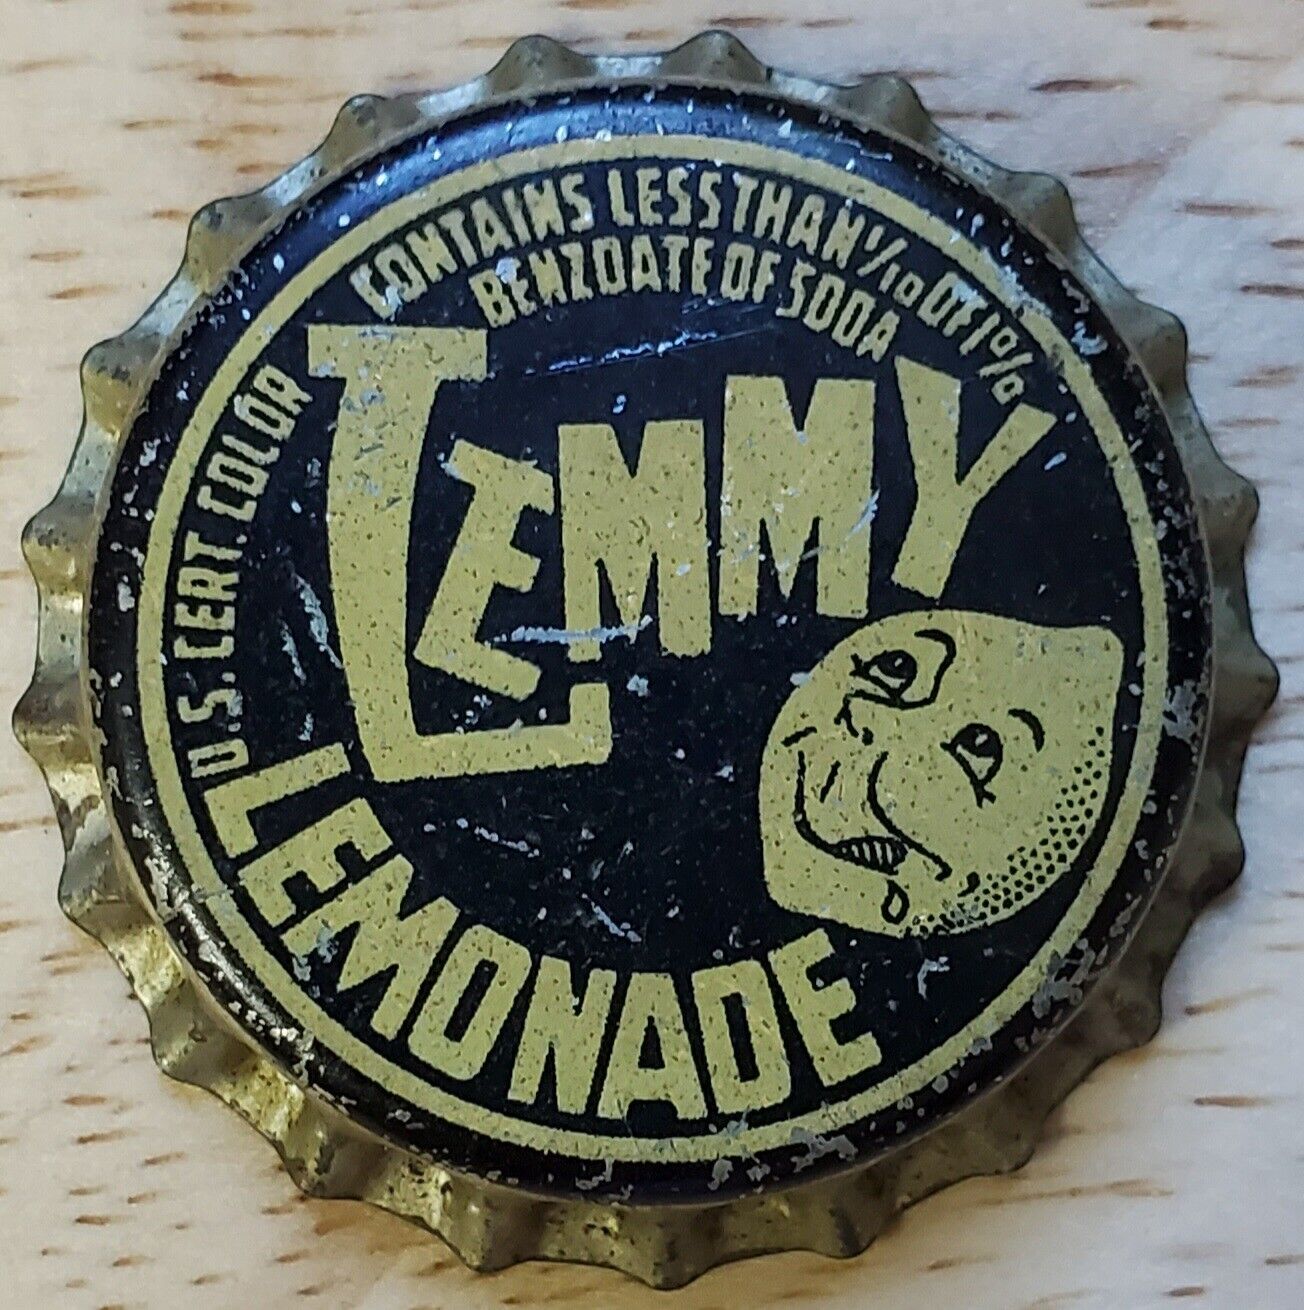 CONTAINS LESS THAN 1/10 OF 1%
BENZOATE OF SODA
U.S. CERT. COLOR
LEMMY
LEMONADE